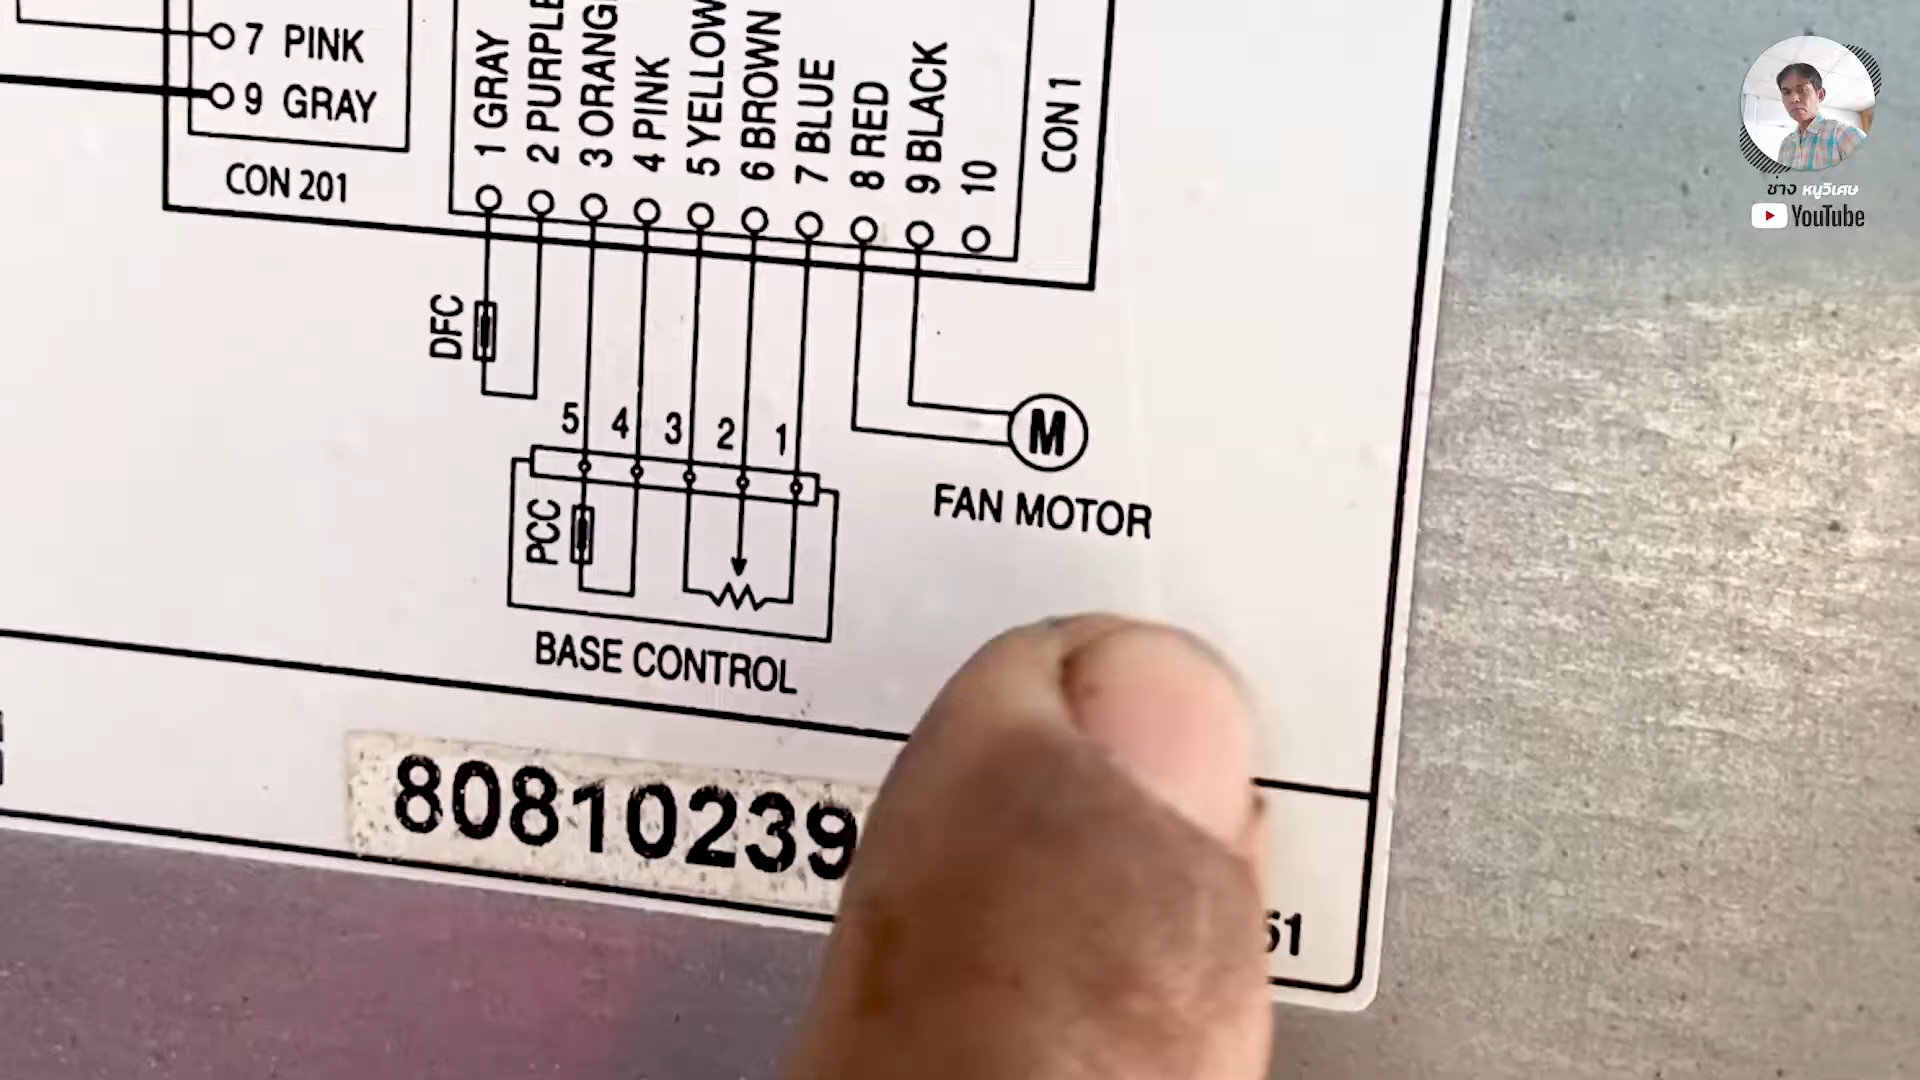 7 PINK
9 GRAY
CON 201
1 GRAY
2 PURPLE
3 ORANGE
4 PINK
5 YELLOW
6 BROWN
7 BLUE
8 RED
9 BLACK
10
CON 1
DFC
5 4 3 2 1
PCC
M
FAN MOTOR
BASE CONTROL
80810239
51
ช่าง หนูวิเศษ
YouTube